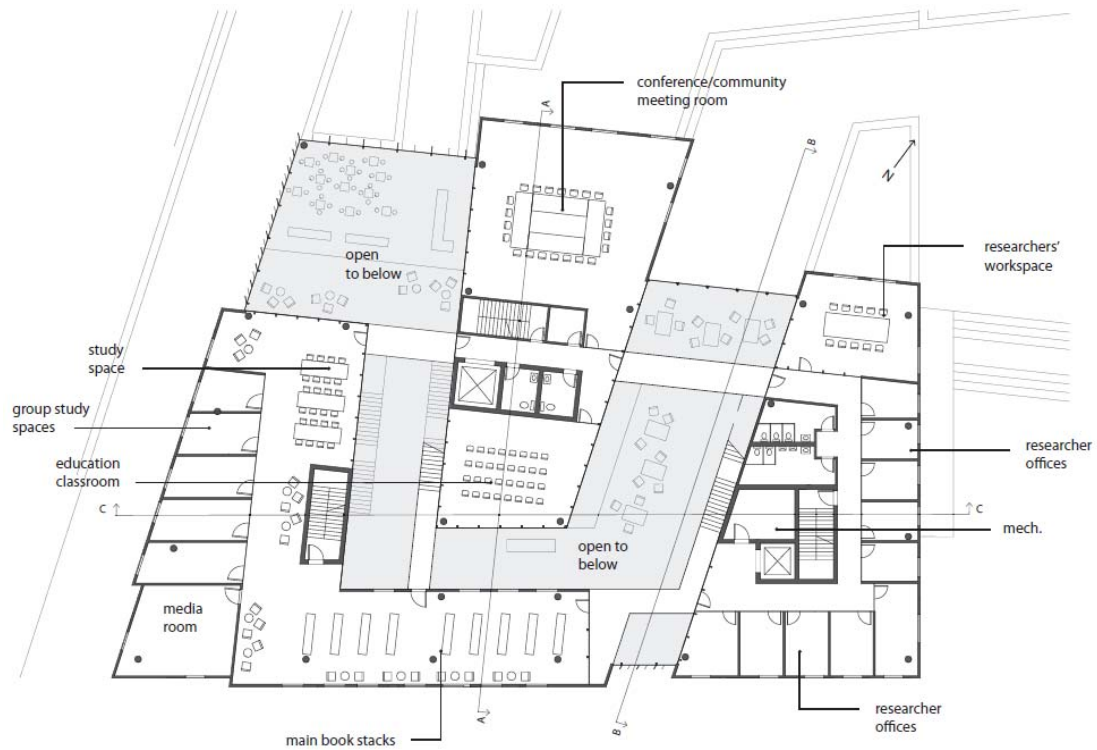 conference/community
meeting room
A
B
N
open
to below
researchers'
workspace
study
space
group study
spaces
education
classroom
researcher
offices
C
C
mech.
open to
below
media
room
A
B
main book stacks
researcher
offices